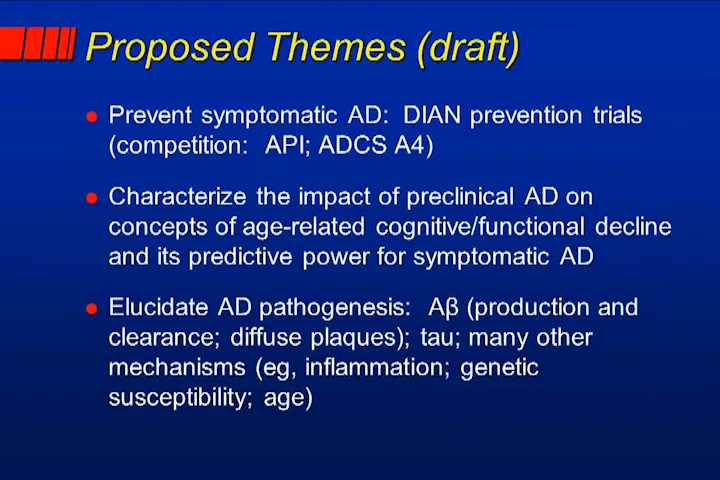 Proposed Themes (draft)
Prevent symptomatic AD: DIAN prevention trials
(competition: API; ADCS A4)
Characterize the impact of preclinical AD on
concepts of age-related cognitive/functional decline
and its predictive power for symptomatic AD
Elucidate AD pathogenesis: Aβ (production and
clearance; diffuse plaques); tau; many other
mechanisms (eg, inflammation; genetic
susceptibility; age)